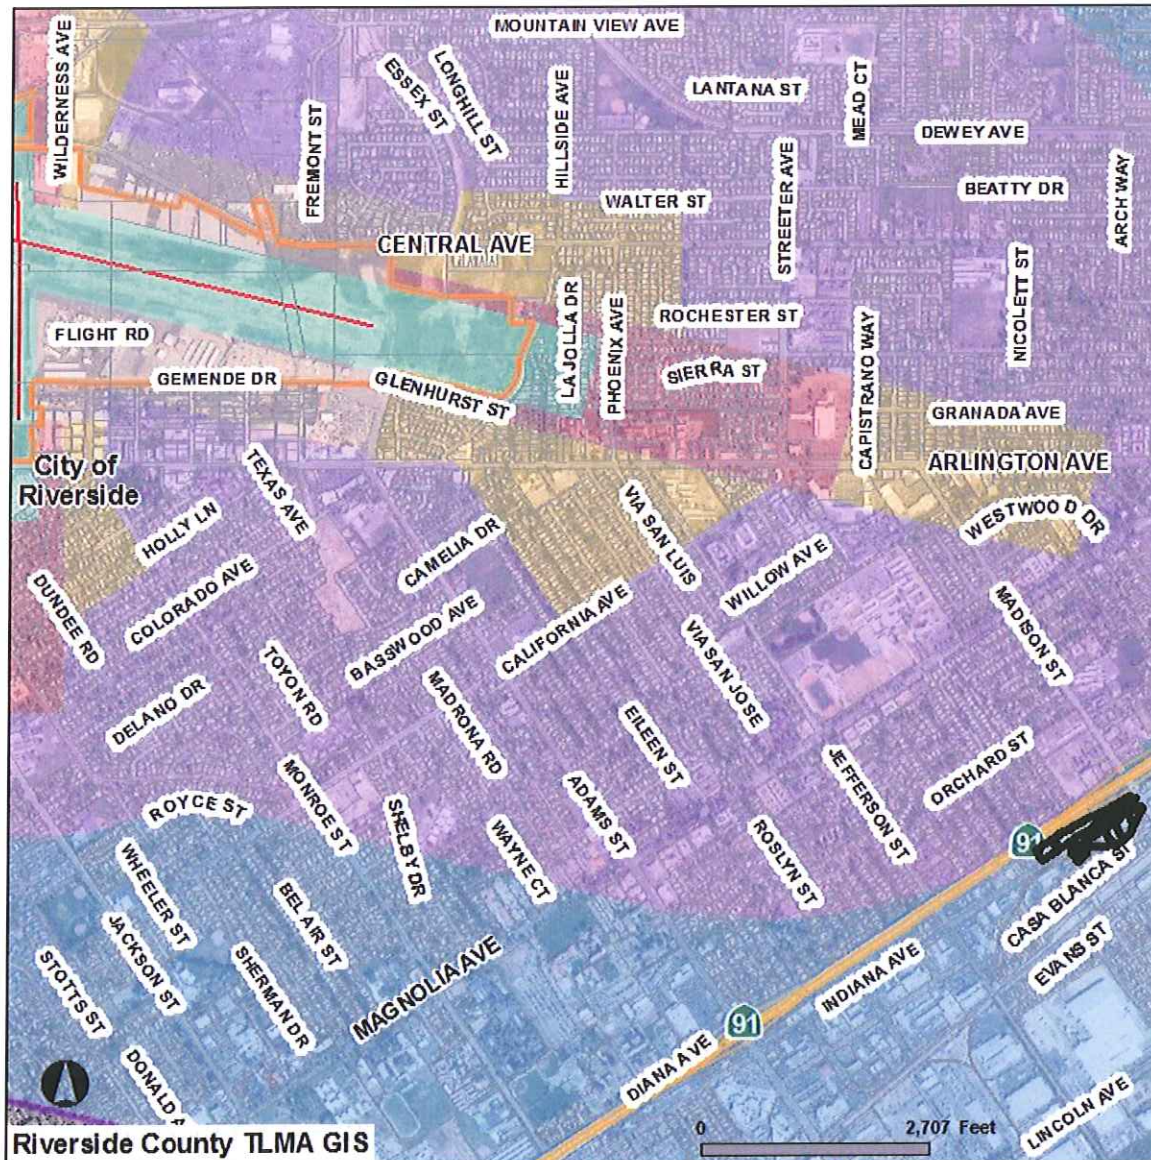 MOUNTAIN VIEW AVE
WILDERNESS AVE
ESSEX ST
LONGHILL ST
HILLSIDE AVE
LANTANA ST
MEAD CT
DEWEY AVE
FREMONT ST
STREETER AVE
BEATTY DR
ARCH WAY
WALTER ST
CENTRAL AVE
NICOLETT ST
LA JOLLA DR
PHOENIX AVE
ROCHESTER ST
FLIGHT RD
GEMENDE DR
GLENHURST ST
SIERRA ST
CAPISTRANO WAY
GRANADA AVE
ARLINGTON AVE
City of
Riverside
TEXAS AVE
HOLLY LN
VIA SAN LUIS
WESTWOOD DR
CAMELIA DR
DUNDEE RD
COLORADO AVE
WILLOW AVE
BASSWOOD AVE
CALIFORNIA AVE
MADISON ST
TOYON RD
VIA SAN JOSE
DELANO DR
MADRONA RD
EILEEN ST
JEFFERSON ST
ORCHARD ST
ROYCE ST
MONROE ST
SHELBY DR
ADAMS ST
WAYNE CT
ROSLYN ST
91
CASA BLANCA ST
WHEELER ST
BEL AIR ST
JACKSON ST
SHERMAN DR
STOTTS ST
MAGNOLIA AVE
INDIANA AVE
EVANS ST
91
DIANA AVE
DONALD
LINCOLN AVE
0 2,707 Feet
Riverside County TLMA GIS